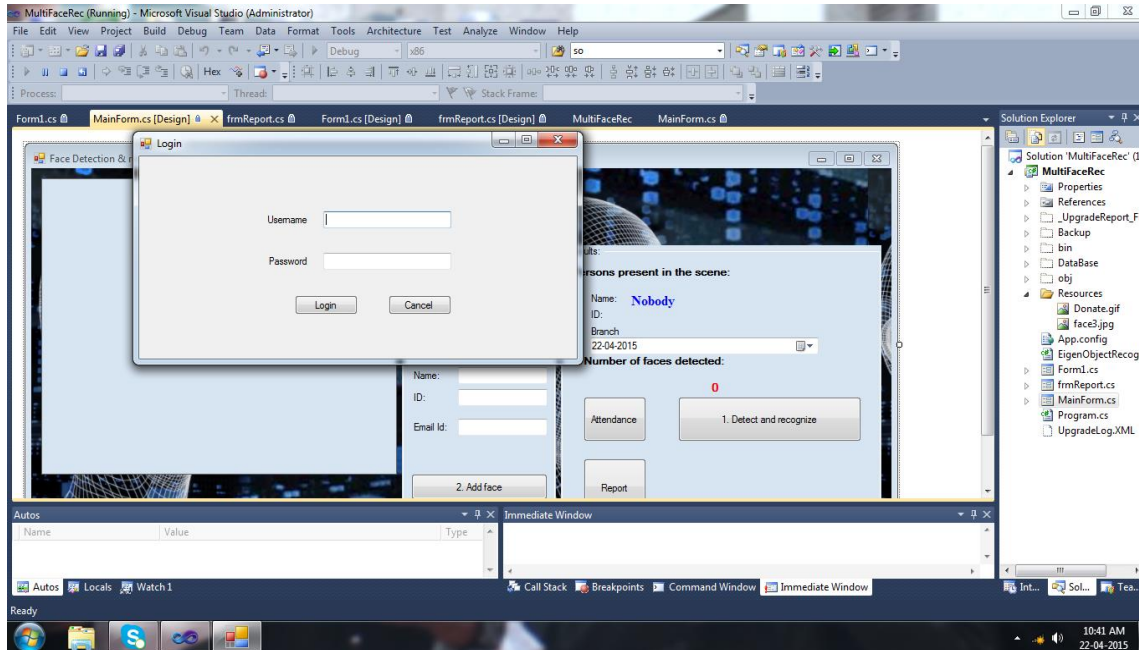 MultiFaceRec (Running) - Microsoft Visual Studio (Administrator)
File Edit View Project Build Debug Team Data Format Tools Architecture Test Analyze Window Help
Debug x86 so
Hex
Process: Thread: Stack Frame:
Form1.cs MainForm.cs [Design] frmReport.cs Form1.cs [Design] frmReport.cs [Design] MultiFaceRec MainForm.cs
Login
Username
Password
Login Cancel
Face Detection & r
ults:
ersons present in the scene:
Name: Nobody
ID:
Branch
22-04-2015
Number of faces detected:
0
Name:
ID:
Email Id:
Attendance 1. Detect and recognize
2. Add face Report
Solution Explorer
Solution 'MultiFaceRec' (1
MultiFaceRec
Properties
References
_UpgradeReport_F
Backup
bin
DataBase
obj
Resources
Donate.gif
face3.jpg
App.config
EigenObjectRecog
Form1.cs
frmReport.cs
MainForm.cs
Program.cs
UpgradeLog.XML
Autos
Name Value Type
Immediate Window
Autos Locals Watch 1
Call Stack Breakpoints Command Window Immediate Window
Int... Sol... Tea...
Ready
10:41 AM
22-04-2015